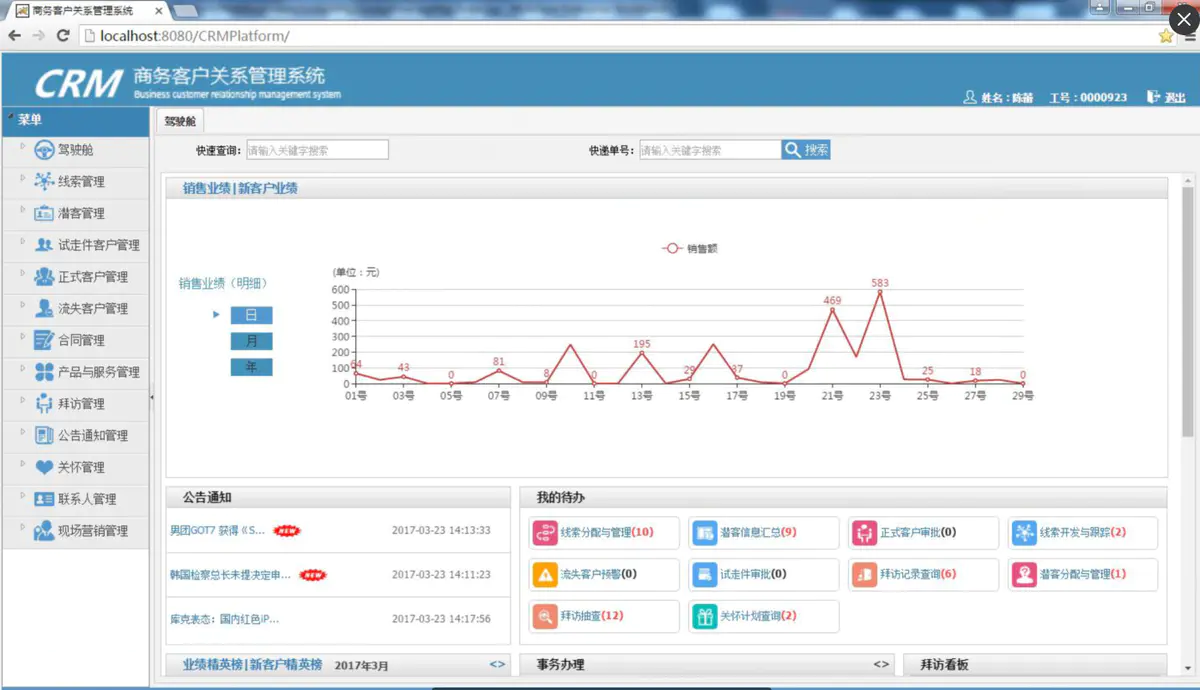 商务客户关系管理系统
localhost:8080/CRMPlatform/
CRM 商务客户关系管理系统
Business customer relationship management system
姓名：陈蕾 工号：0000923 退出
菜单
驾驶舱
线索管理
潜客管理
试走件客户管理
正式客户管理
流失客户管理
合同管理
产品与服务管理
拜访管理
公告通知管理
关怀管理
联系人管理
现场营销管理
驾驶舱
快速查询： 请输入关键字搜索 快递单号： 请输入关键字搜索 搜索
销售业绩|新客户业绩
销售额
销售业绩（明细）
日
月
年
(单位：元)
600
500
400
300
200
100
0
64 43 0 81 8 0 195 29 37 0 469 583 25 18 0
01号 03号 05号 07号 09号 11号 13号 15号 17号 19号 21号 23号 25号 27号 29号
公告通知
男团GOT7 获得《S... NEW 2017-03-23 14:13:33
韩国检察总长未提决定申... NEW 2017-03-23 14:11:23
库克表态：国内红色iP... 2017-03-23 14:17:56
我的待办
线索分配与管理(10) 潜客信息汇总(9) 正式客户审批(0) 线索开发与跟踪(2)
流失客户预警(0) 试走件审批(0) 拜访记录查询(6) 潜客分配与管理(1)
拜访抽查(12) 关怀计划查询(2)
业绩精英榜|新客户精英榜 2017年3月 <>
事务办理 <>
拜访看板